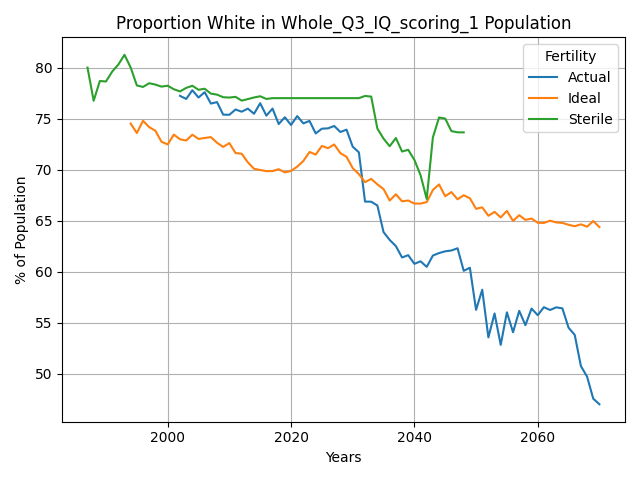 Proportion White in Whole_Q3_IQ_scoring_1 Population
% of Population
80
75
70
65
60
55
50
Fertility
Actual
Ideal
Sterile
2000
2020
2040
2060
Years